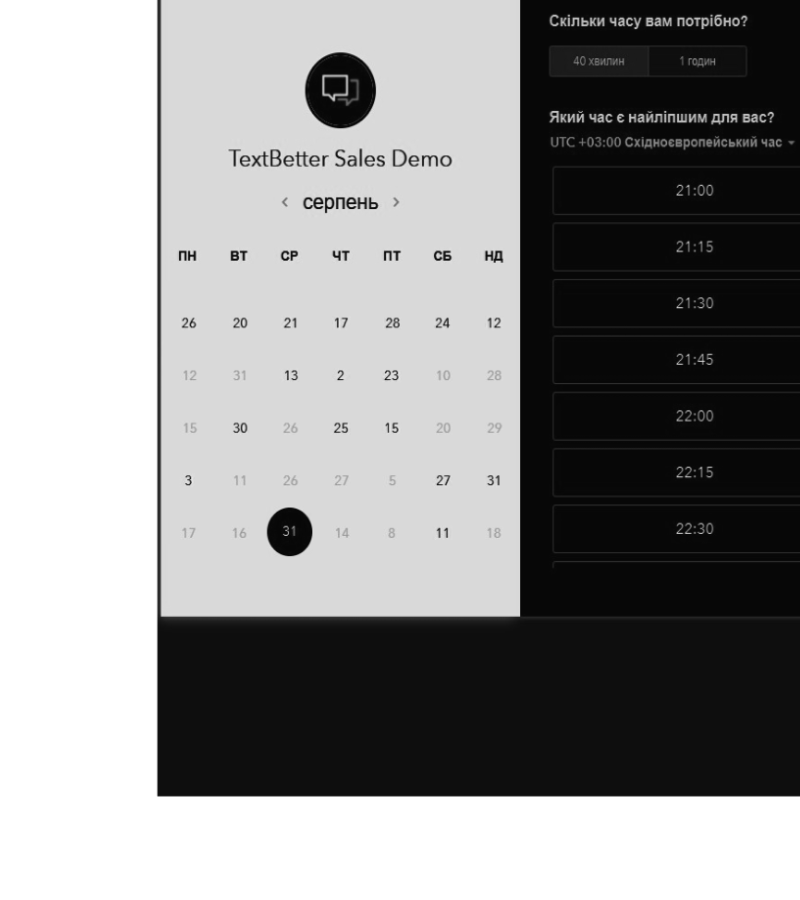 TextBetter Sales Demo
‹ серпень ›
ПН ВТ СР ЧТ ПТ СБ НД
26 20 21 17 28 24 12
12 31 13 2 23 10 28
15 30 26 25 15 20 29
3 11 26 27 5 27 31
17 16 31 14 8 11 18
Скільки часу вам потрібно?
40 хвилин 1 годин
Який час є найліпшим для вас?
UTC +03:00 Східноєвропейський час
21:00
21:15
21:30
21:45
22:00
22:15
22:30